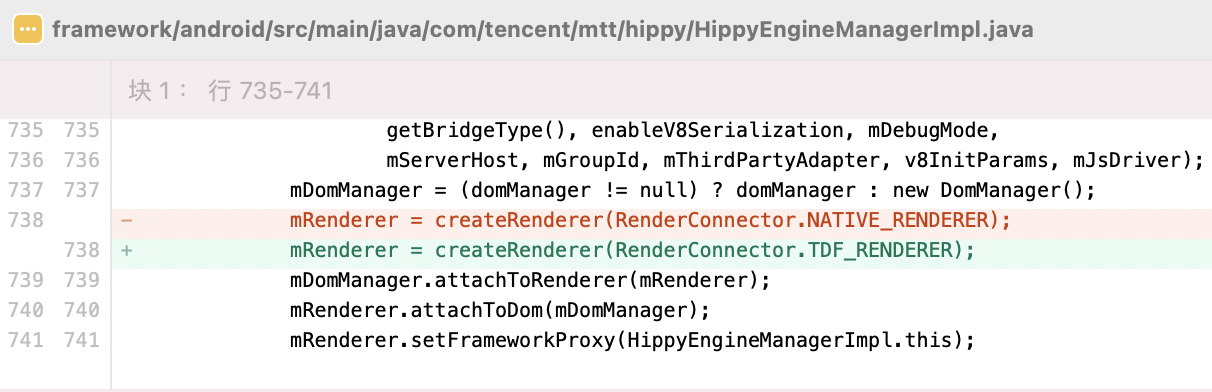 framework/android/src/main/java/com/tencent/mtt/hippy/HippyEngineManagerImpl.java
块 1： 行 735-741
735 735 getBridgeType(), enableV8Serialization, mDebugMode,
736 736 mServerHost, mGroupId, mThirdPartyAdapter, v8InitParams, mJsDriver);
737 737 mDomManager = (domManager != null) ? domManager : new DomManager();
738 - mRenderer = createRenderer(RenderConnector.NATIVE_RENDERER);
738 + mRenderer = createRenderer(RenderConnector.TDF_RENDERER);
739 739 mDomManager.attachToRenderer(mRenderer);
740 740 mRenderer.attachToDom(mDomManager);
741 741 mRenderer.setFrameworkProxy(HippyEngineManagerImpl.this);